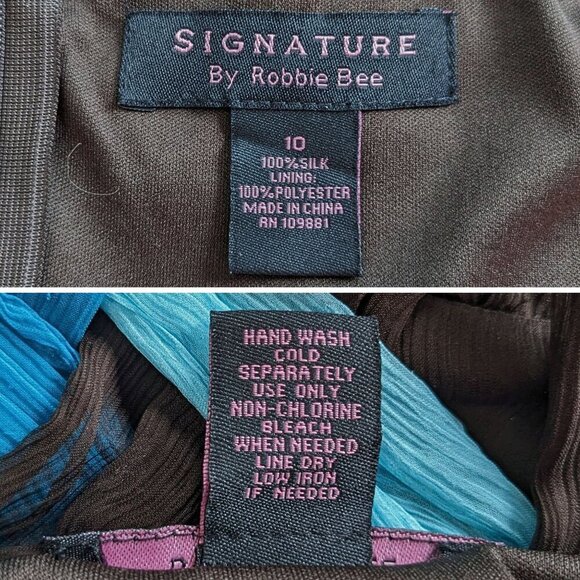 SIGNATURE
By Robbie Bee
10
100% SILK
LINING:
100% POLYESTER
MADE IN CHINA
RN 109881
HAND WASH
COLD
SEPARATELY
USE ONLY
NON-CHLORINE
BLEACH
WHEN NEEDED
LINE DRY
LOW IRON
IF NEEDED